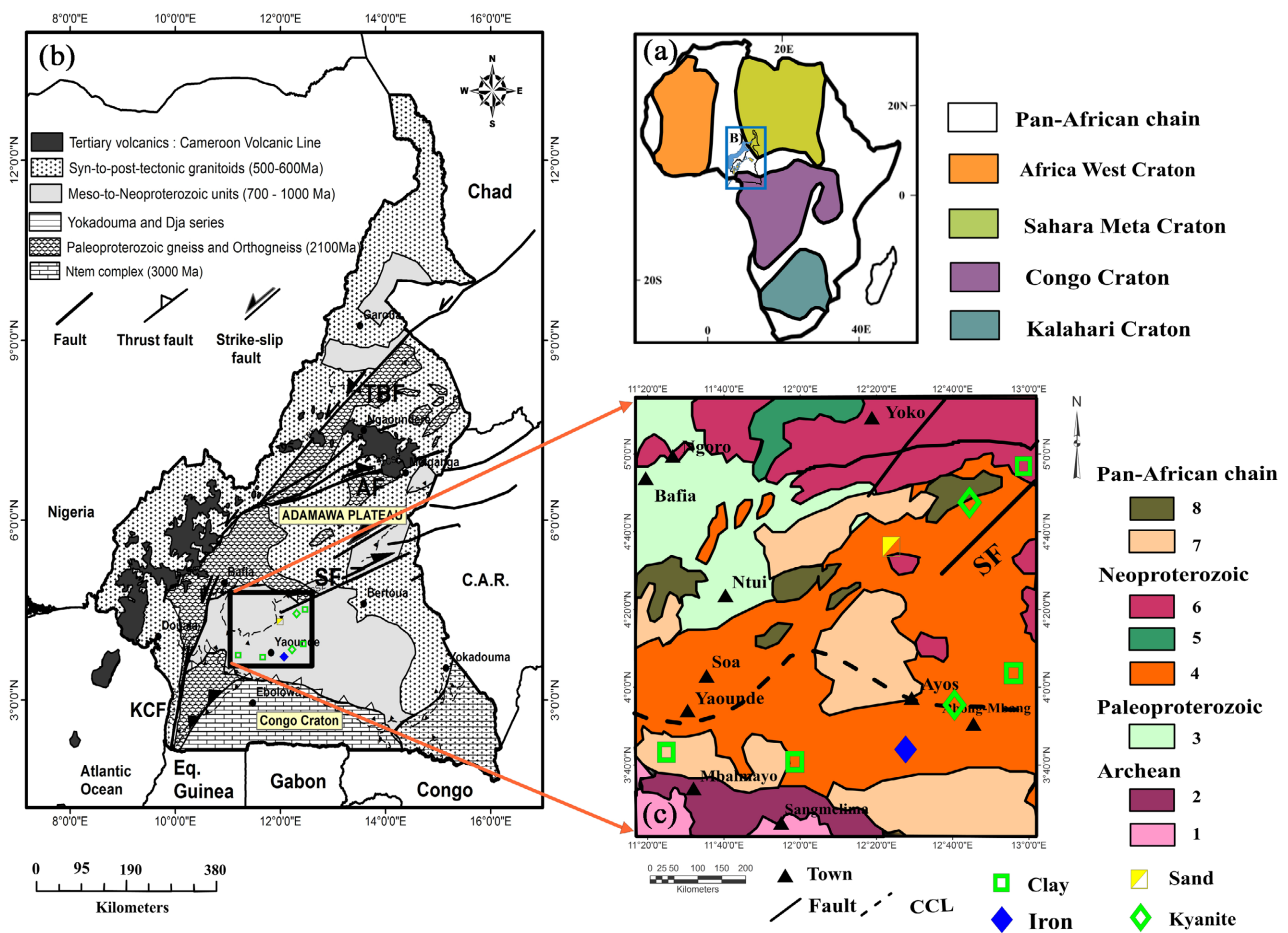 8°0'0"E 10°0'0"E 12°0'0"E 14°0'0"E 16°0'0"E
(b)
N
W E
S
Tertiary volcanics : Cameroon Volcanic Line
Syn-to-post-tectonic granitoids (500-600Ma)
Meso-to-Neoproterozoic units (700 - 1000 Ma)
Yokadouma and Dja series
Paleoproterozoic gneiss and Orthogneiss (2100Ma)
Ntem complex (3000 Ma)
Fault
Thrust fault
Strike-slip
fault
12°0'0"N
9°0'0"N
6°0'0"N
3°0'0"N
Chad
Garoua
TBF
Ngaoundere
Meiganga
AF
ADAMAWA PLATEAU
Nigeria
SF
C.A.R.
Bafia
Bertoua
Douala
Yaounde
Yokadouma
Ebolowa
KCF
Congo Craton
Atlantic
Ocean
Eq.
Guinea
Gabon
Congo
8°0'0"E 10°0'0"E 12°0'0"E 14°0'0"E 16°0'0"E
0 95 190 380
Kilometers
(a)
20E
B)
20N
0
20S
0
40E
Pan-African chain
Africa West Craton
Sahara Meta Craton
Congo Craton
Kalahari Craton
11°20'0"E 11°40'0"E 12°0'0"E 12°20'0"E 12°40'0"E 13°0'0"E
N
Yoko
Ngoro
Bafia
Ntui
SF
Soa
Yaounde
Ayos
Abong-Mbang
Mbalmayo
Sangmelima
(c)
5°0'0"N
4°40'0"N
4°20'0"N
4°0'0"N
3°40'0"N
5°0'0"N
4°40'0"N
4°20'0"N
4°0'0"N
3°40'0"N
11°20'0"E 11°40'0"E 12°0'0"E 12°20'0"E 12°40'0"E 13°0'0"E
Pan-African chain
8
7
Neoproterozoic
6
5
4
Paleoproterozoic
3
Archean
2
1
0 25 50 100 150 200
Kilometers
Town
Fault
CCL
Clay
Iron
Sand
Kyanite